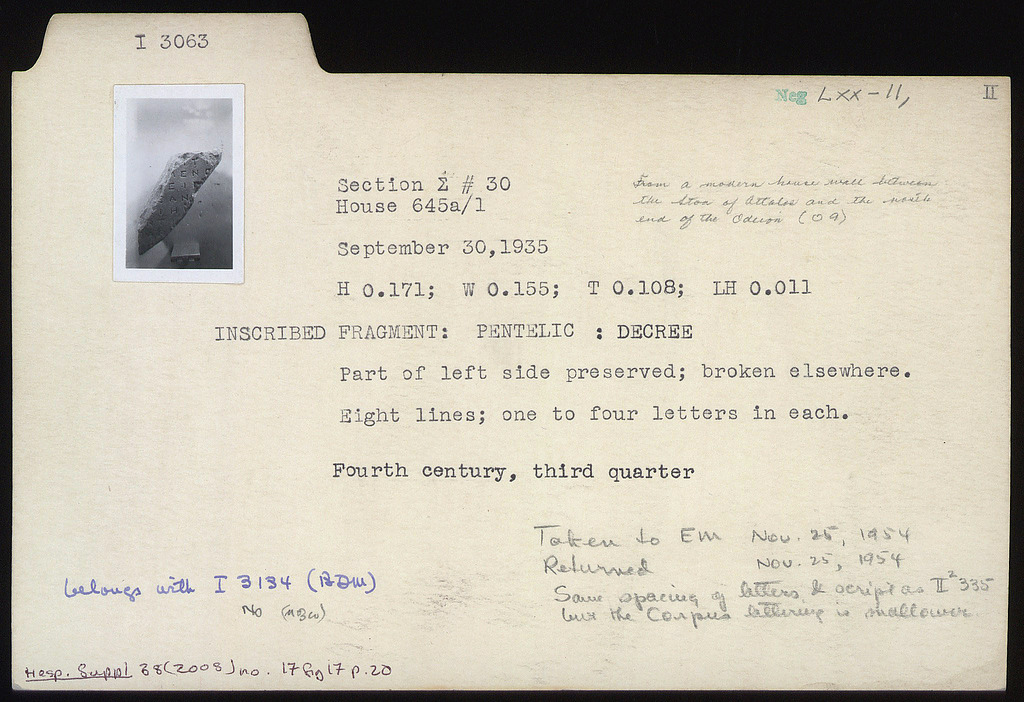 I 3063
Neg LXX-11,
II
Section Σ # 30
House 645a/1
From a modern house wall between
the Stoa of Attalos and the north
end of the Odeion (O 9)
September 30,1935
H 0.171; W 0.155; T 0.108; LH 0.011
INSCRIBED FRAGMENT: PENTELIC : DECREE
Part of left side preserved; broken elsewhere.
Eight lines; one to four letters in each.
Fourth century, third quarter
Taken to EM Nov. 25, 1954
Returned Nov. 25, 1954
Same spacing of letters & script as II² 335
but the Corpus lettering is shallower.
belongs with I 3134 (BDM)
No (MBW)
Hesp. Suppl 38(2008) no. 17 fig 17 p.20